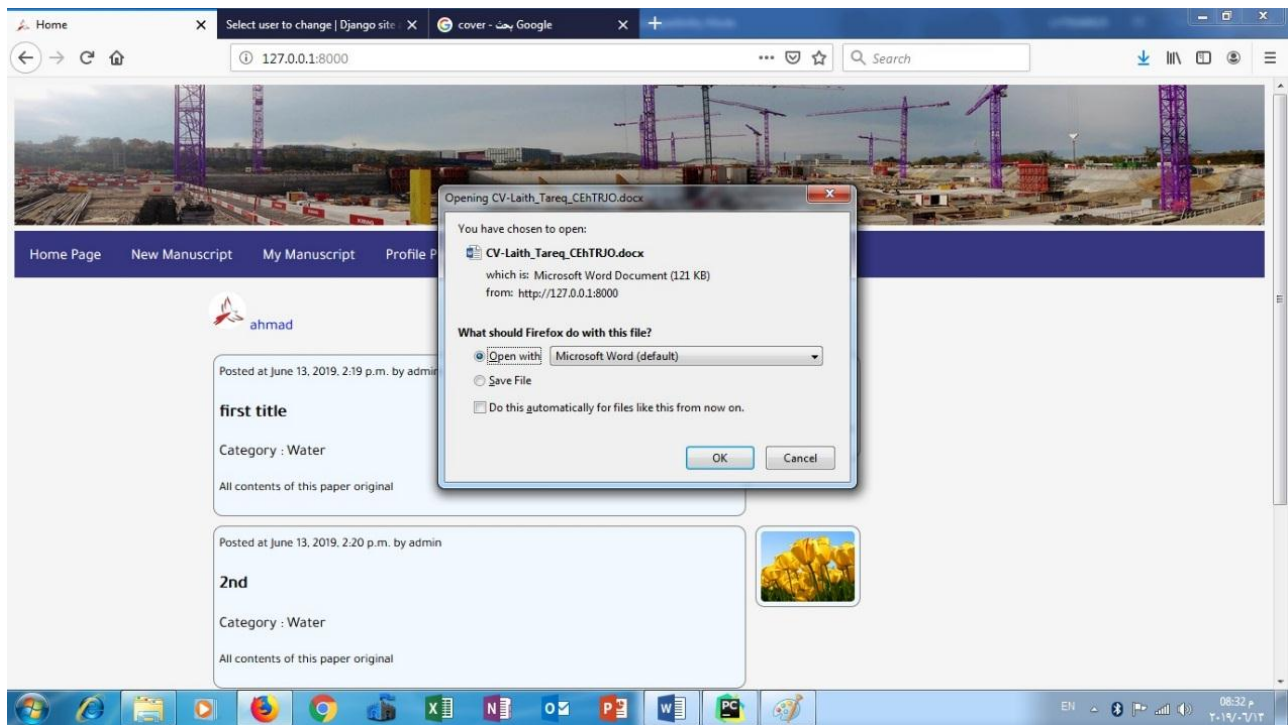 Home
Select user to change | Django site a
cover - بحث Google
127.0.0.1:8000
Search
Home Page
New Manuscript
My Manuscript
Profile P
ahmad
Posted at June 13, 2019, 2:19 p.m. by admin
first title
Category : Water
All contents of this paper original
Posted at June 13, 2019, 2:20 p.m. by admin
2nd
Category : Water
All contents of this paper original
Opening CV-Laith_Tareq_CEhTRJO.docx
You have chosen to open:
CV-Laith_Tareq_CEhTRJO.docx
which is: Microsoft Word Document (121 KB)
from: http://127.0.0.1:8000
What should Firefox do with this file?
Open with
Microsoft Word (default)
Save File
Do this automatically for files like this from now on.
OK
Cancel
EN
08:32 م
٢٠١٩/٠٦/١٣